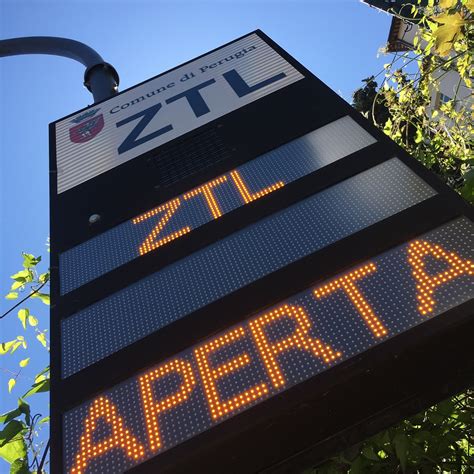 Comune di Perugia
ZTL
ZTL
APERTA